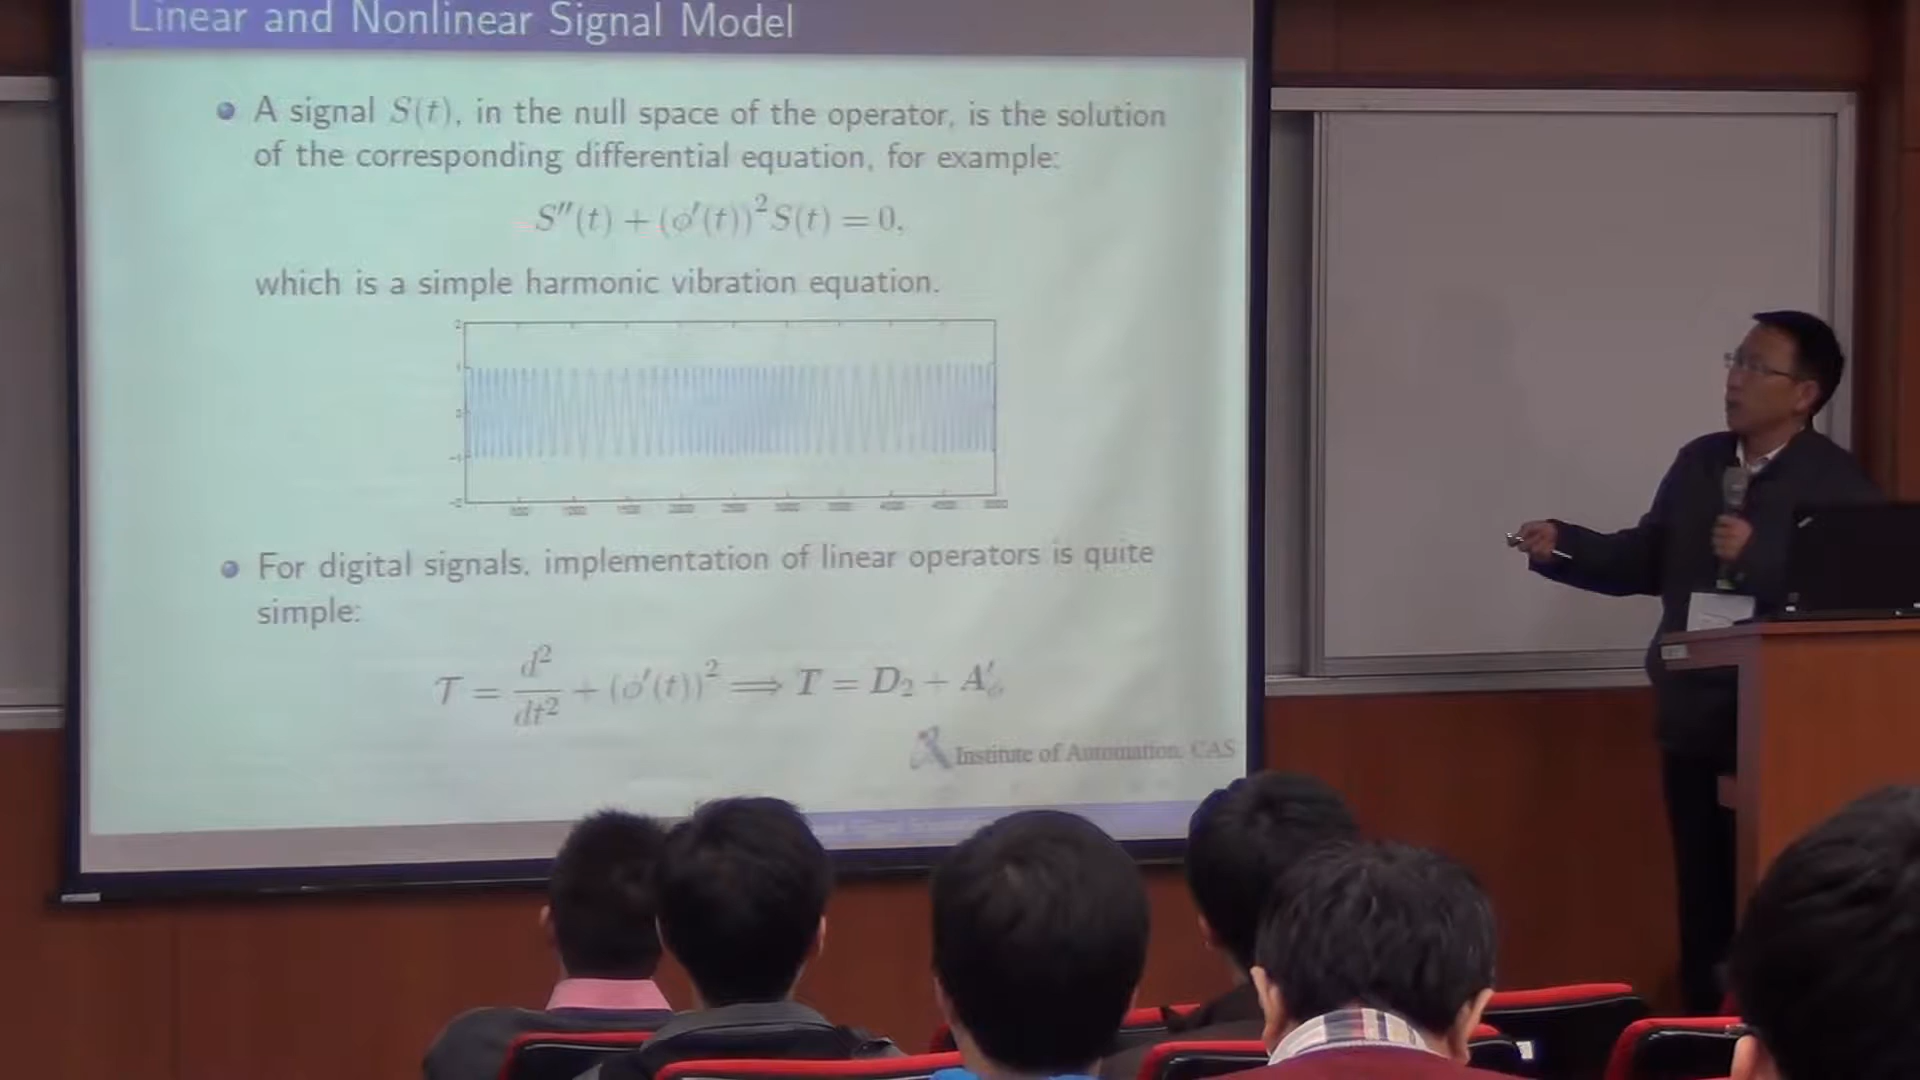 Linear and Nonlinear Signal Model
A signal S(t), in the null space of the operator, is the solution
of the corresponding differential equation, for example:
S″(t) + (ϕ′(t))²S(t) = 0,
which is a simple harmonic vibration equation.
For digital signals, implementation of linear operators is quite
simple:
T = d²/dt² + (ϕ′(t))² ⟹ T = D₂ + A′ϕ
Institute of Automation, CAS